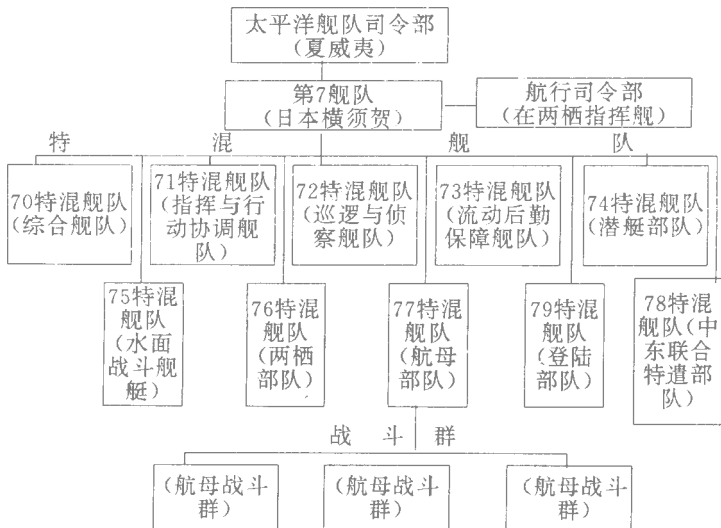 太平洋舰队司令部
(夏威夷)
第7舰队
(日本横须贺)
航行司令部
(在两栖指挥舰)
特 混 舰 队
70特混舰队
(综合舰队)
71特混舰队
(指挥与行
动协调舰
队)
72特混舰队
(巡逻与侦
察舰队)
73特混舰队
(流动后勤
保障舰队)
74特混舰队
(潜艇部队)
75特混
舰队
(水面
战斗舰
艇)
76特混
舰队
(两栖
部队)
77特混
舰队
(航母
部队)
79特混
舰队
(登陆
部队)
78特混
舰队(中
东联合
特遣部
队)
战 斗 群
(航母战斗
群)
(航母战斗
群)
(航母战斗
群)